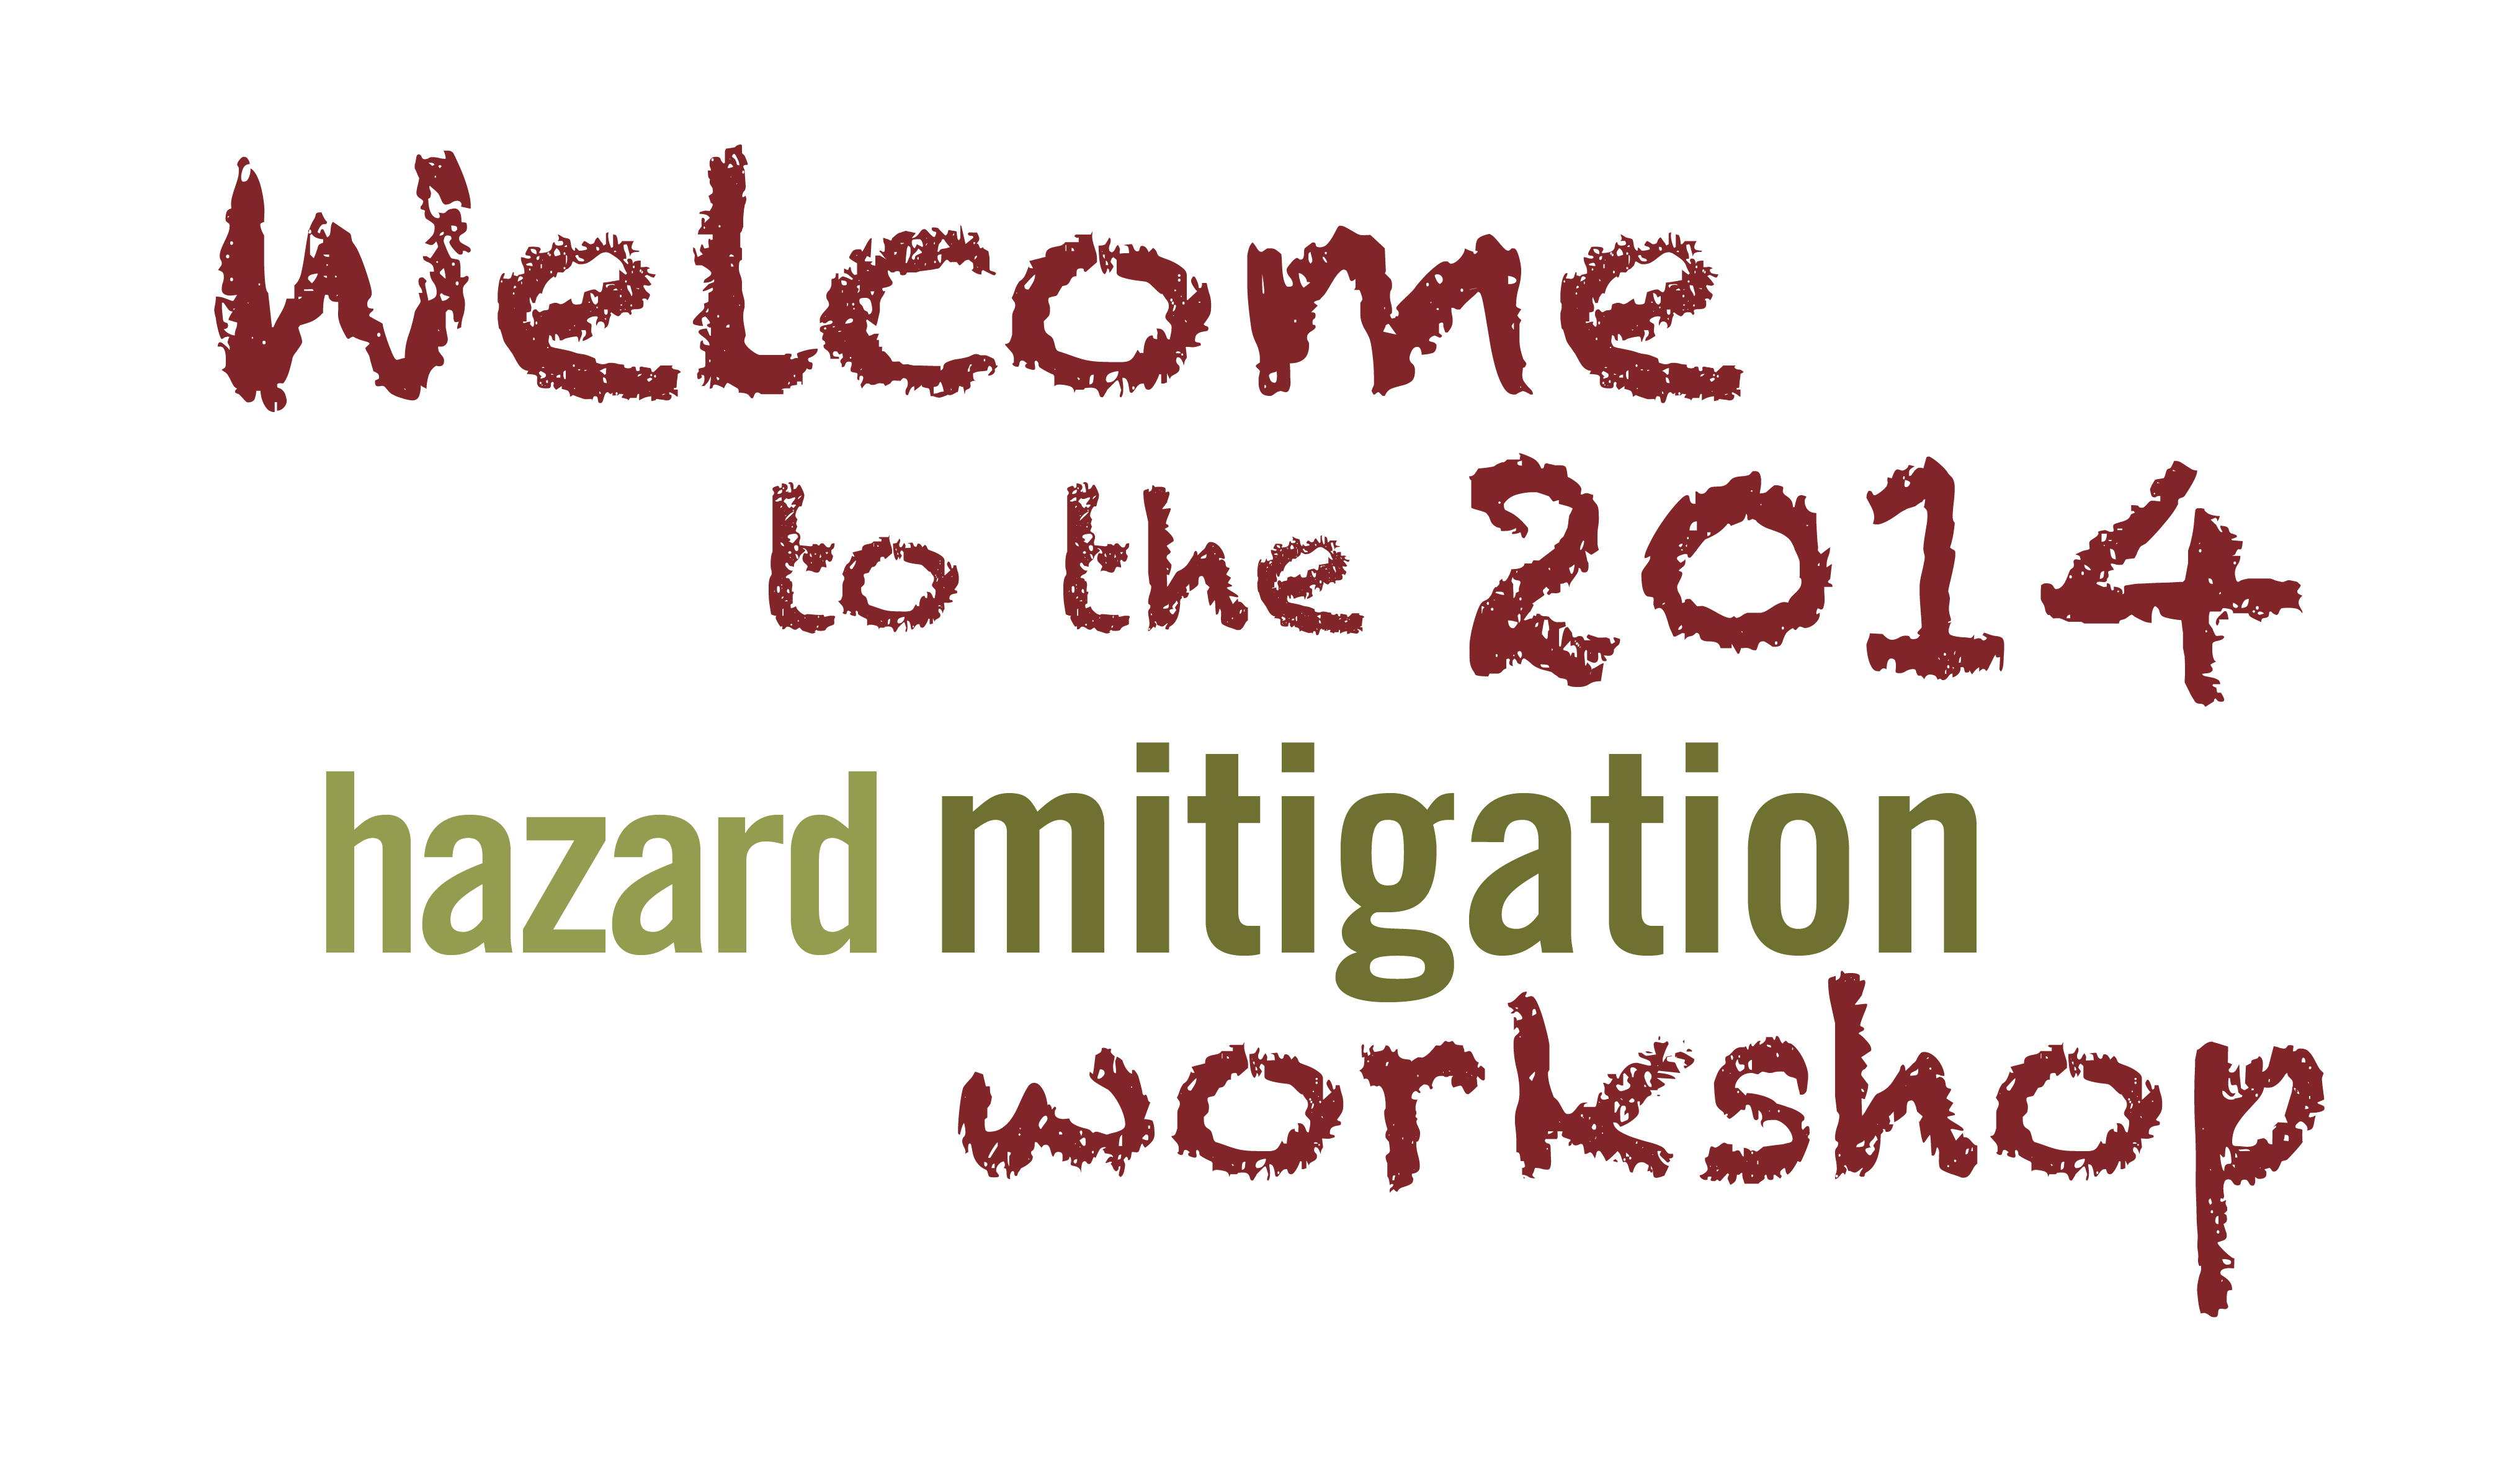 Welcome
to the 2014
hazard mitigation
workshop